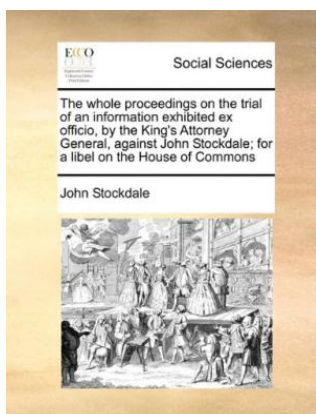 ECCO
Social Sciences
The whole proceedings on the trial
of an information exhibited ex
officio, by the King's Attorney
General, against John Stockdale; for
a libel on the House of Commons
John Stockdale